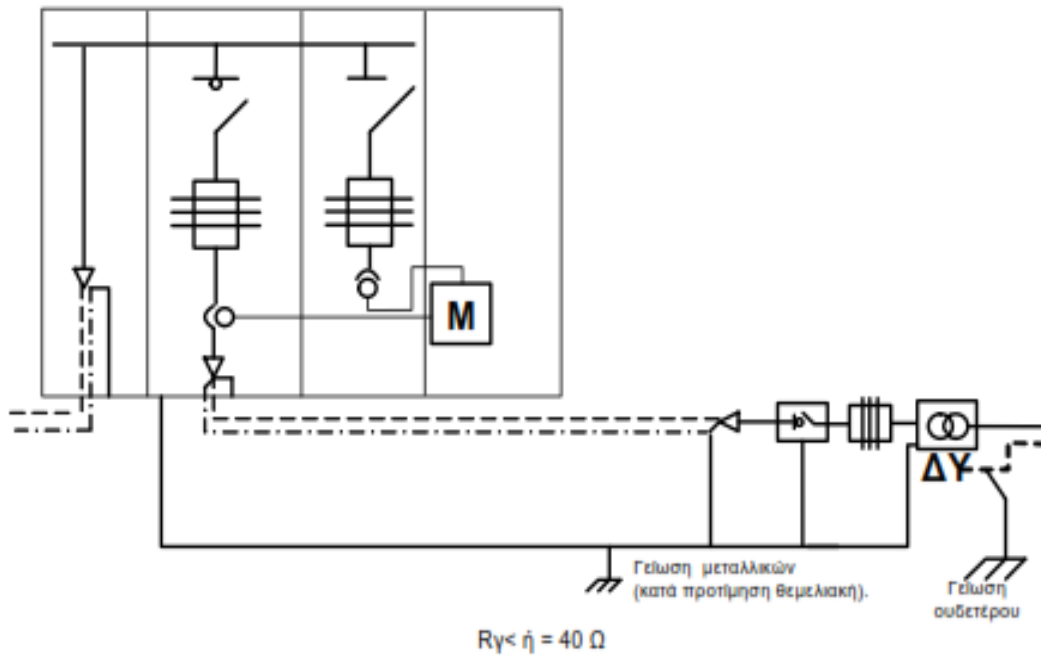 M
ΔΥ
Γείωση μεταλλικών
(κατά προτίμηση θεμελιακή).
Γείωση
ουδετέρου
Rγ< ή = 40 Ω